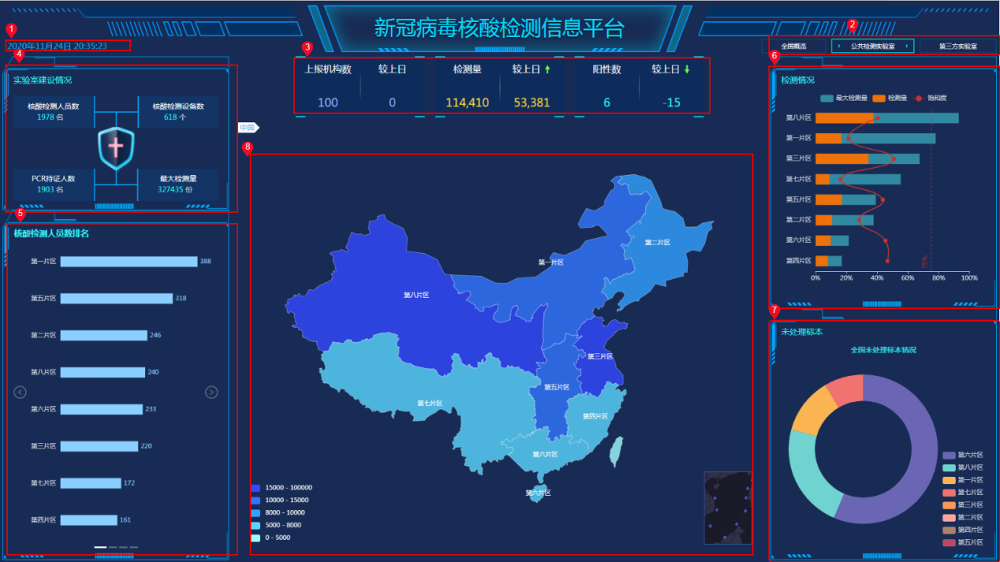 新冠病毒核酸检测信息平台
1
2020年11月24日 20:35:23
2
全国概览 公共检测实验室 第三方实验室
3
上报机构数 较上日 检测量 较上日 阳性数 较上日
100 0 114,410 53,381 6 -15
4
实验室建设情况
核酸检测人员数 核酸检测设备数
1978 名 618 个
PCR持证人数 最大检测量
1903 名 327435 份
5
核酸检测人员数排名
第一片区 388
第五片区 318
第二片区 246
第八片区 240
第六片区 233
第三片区 220
第七片区 172
第四片区 161
中国
8
第二片区
第一片区
第八片区
第三片区
第五片区
第七片区
第四片区
第六片区
第六片区
15000 - 100000
10000 - 15000
8000 - 10000
5000 - 8000
0 - 5000
6
检测情况
最大检测量 检测量 饱和度
第八片区
第一片区
第三片区
第七片区
第五片区
第二片区
第六片区
第四片区
75%
0% 20% 40% 60% 80% 100%
7
未处理标本
全国未处理标本情况
第六片区
第八片区
第一片区
第七片区
第三片区
第二片区
第四片区
第五片区